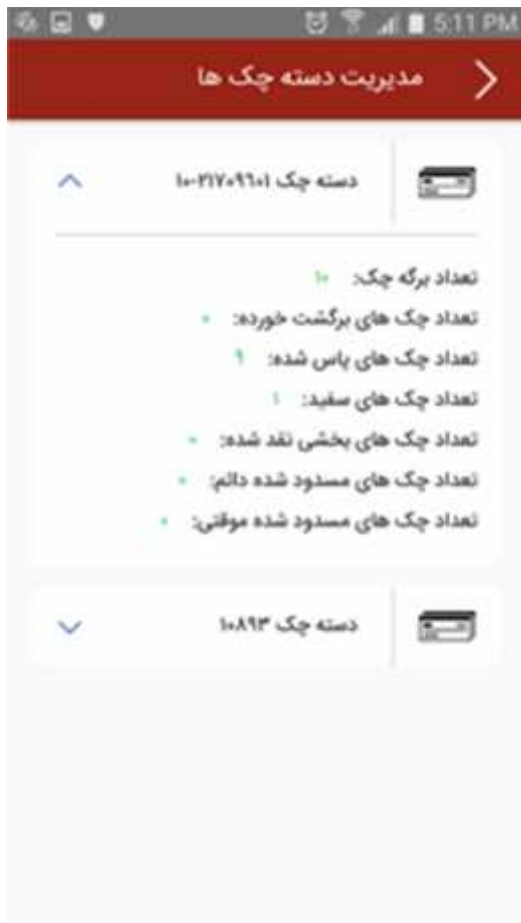 5:11 PM
مدیریت دسته چک ها
دسته چک ۱۰-۲۱۷۰۹۶۰۱
تعداد برگه چک: ۱۰
تعداد چک های برگشت خورده: ۰
تعداد چک های پاس شده: ۹
تعداد چک های سفید: ۱
تعداد چک های بخشی نقد شده: ۰
تعداد چک های مسدود شده دائم: ۰
تعداد چک های مسدود شده موقتی: ۰
دسته چک ۱۰۸۹۳